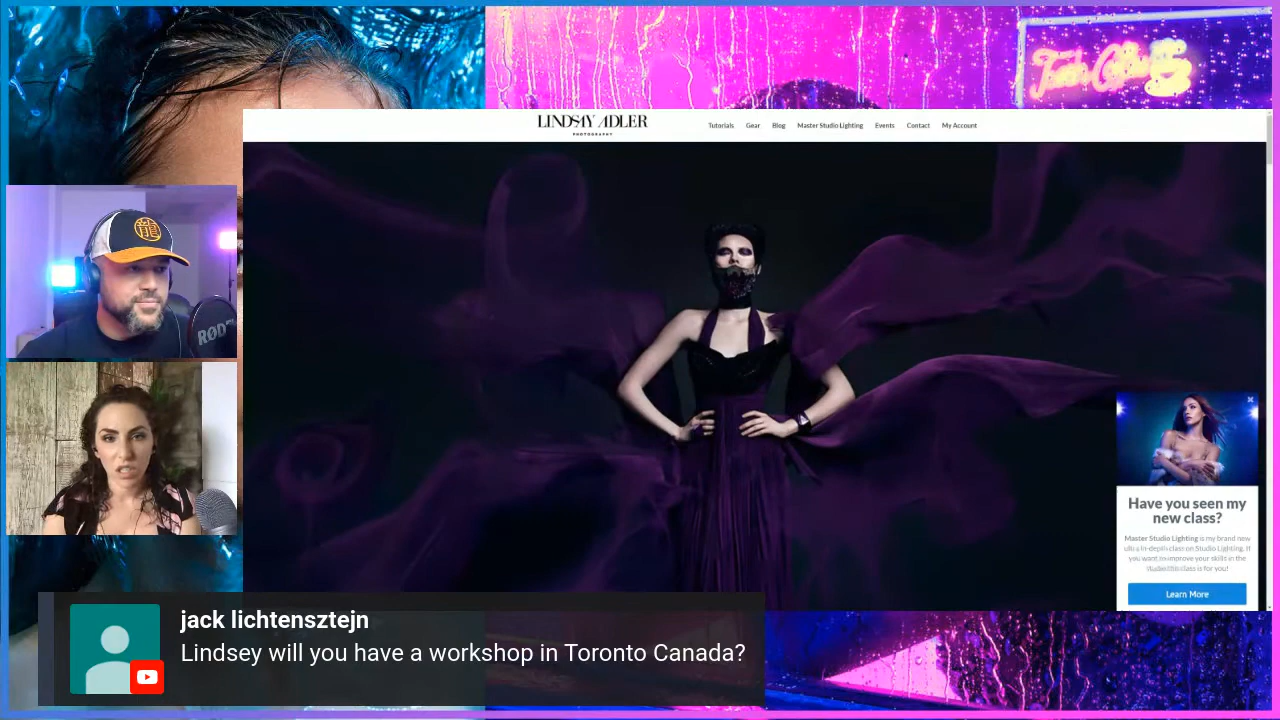 LINDSAY ADLER
PHOTOGRAPHY
Tutorials Gear Blog Master Studio Lighting Events Contact My Account
龍
RØD
Have you seen my
new class?
Master Studio Lighting is my brand new
ultra in-depth class on Studio Lighting. If
you want to improve your skills in the
class is for you!
Learn More
jack lichtensztejn
Lindsey will you have a workshop in Toronto Canada?